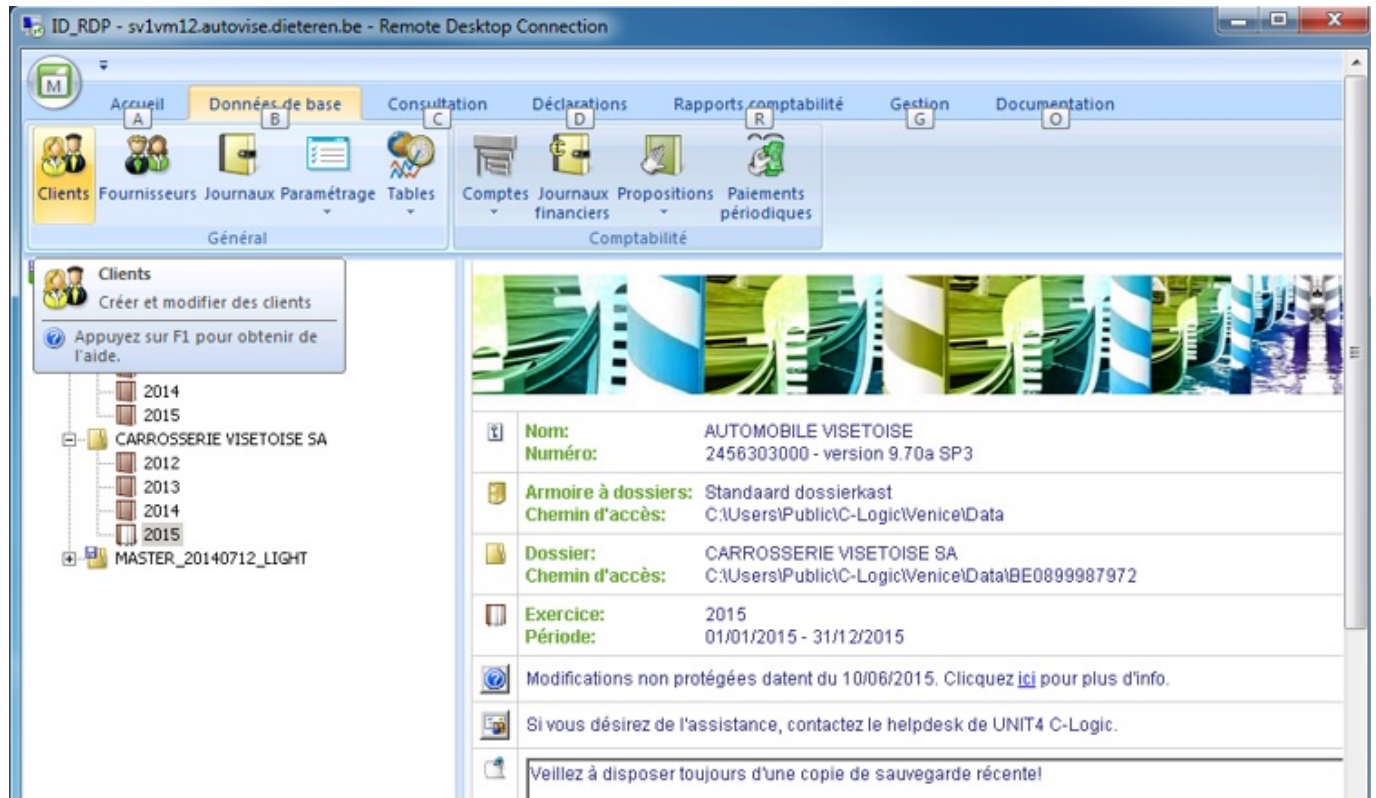 ID_RDP - sv1vm12.autovise.dieteren.be - Remote Desktop Connection
M
Accueil Données de base Consultation Déclarations Rapports comptabilité Gestion Documentation
A B C D R G O
Clients Fournisseurs Journaux Paramétrage Tables Comptes Journaux financiers Propositions Paiements périodiques
Général Comptabilité
Clients
Créer et modifier des clients
Appuyez sur F1 pour obtenir de
l'aide.
2014
2015
CARROSSERIE VISETOISE SA
2012
2013
2014
2015
MASTER_20140712_LIGHT
Nom: AUTOMOBILE VISETOISE
Numéro: 2456303000 - version 9.70a SP3
Armoire à dossiers: Standaard dossierkast
Chemin d'accès: C:\Users\Public\C-Logic\Venice\Data
Dossier: CARROSSERIE VISETOISE SA
Chemin d'accès: C:\Users\Public\C-Logic\Venice\Data\BE0899987972
Exercice: 2015
Période: 01/01/2015 - 31/12/2015
Modifications non protégées datent du 10/06/2015. Clicquez ici pour plus d'info.
Si vous désirez de l'assistance, contactez le helpdesk de UNIT4 C-Logic.
Veillez à disposer toujours d'une copie de sauvegarde récente!